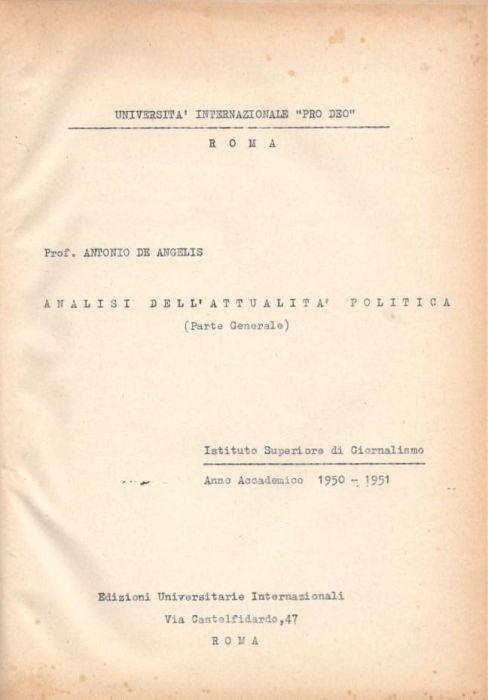 UNIVERSITA' INTERNAZIONALE "PRO DEO"
R O M A
Prof. ANTONIO DE ANGELIS
A N A L I S I  D E L L ' A T T U A L I T A '  P O L I T I C A
(Parte Generale)
Istituto Superiore di Giornalismo
Anno Accademico 1950 - 1951
Edizioni Universitarie Internazionali
Via Castelfidardo,47
R O M A